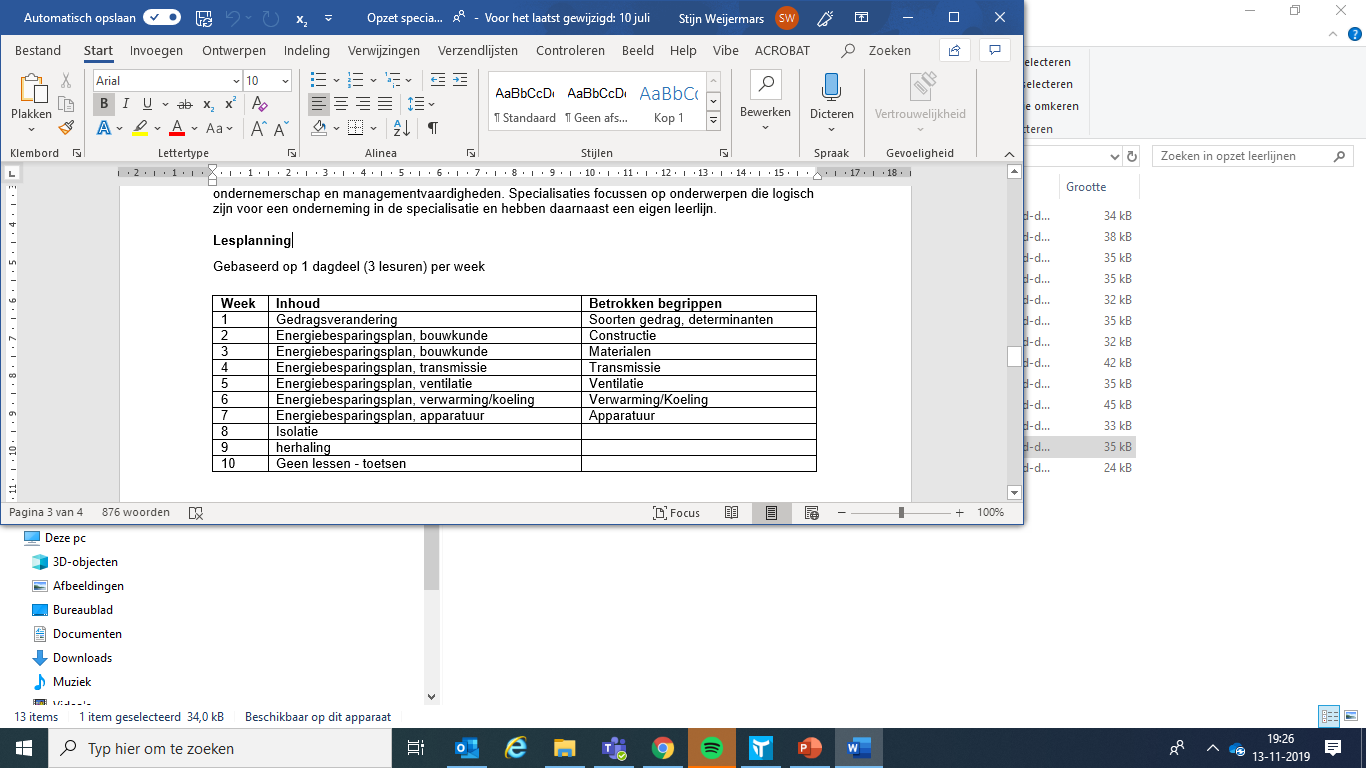 Automatisch opslaan
Opzet specia... - Voor het laatst gewijzigd: 10 juli
Stijn Weijermars
SW
Bestand Start Invoegen Ontwerpen Indeling Verwijzingen Verzendlijsten Controleren Beeld Help Vibe ACROBAT Zoeken
Plakken
Klembord
Arial 10
Lettertype
Alinea
AaBbCcDc AaBbCcDc AaBbCc
¶ Standaard ¶ Geen afs... Kop 1
Stijlen
Bewerken
Dicteren
Spraak
Vertrouwelijkheid
Gevoeligheid
electeren
selecteren
e omkeren
cteren
Zoeken in opzet leerlijnen
Grootte
d-d... 34 kB
d-d... 38 kB
d-d... 35 kB
d-d... 35 kB
d-d... 32 kB
d-d... 35 kB
d-d... 32 kB
d-d... 42 kB
d-d... 35 kB
d-d... 45 kB
d-d... 33 kB
d-d... 35 kB
d-d... 24 kB
ondernemerschap en managementvaardigheden. Specialisaties focussen op onderwerpen die logisch
zijn voor een onderneming in de specialisatie en hebben daarnaast een eigen leerlijn.
Lesplanning
Gebaseerd op 1 dagdeel (3 lesuren) per week
Week Inhoud Betrokken begrippen
1 Gedragsverandering Soorten gedrag, determinanten
2 Energiebesparingsplan, bouwkunde Constructie
3 Energiebesparingsplan, bouwkunde Materialen
4 Energiebesparingsplan, transmissie Transmissie
5 Energiebesparingsplan, ventilatie Ventilatie
6 Energiebesparingsplan, verwarming/koeling Verwarming/Koeling
7 Energiebesparingsplan, apparatuur Apparatuur
8 Isolatie
9 herhaling
10 Geen lessen - toetsen
Pagina 3 van 4 876 woorden Focus 100%
Deze pc
3D-objecten
Afbeeldingen
Bureaublad
Documenten
Downloads
Muziek
Video's
13 items 1 item geselecteerd 34,0 kB Beschikbaar op dit apparaat
Typ hier om te zoeken
19:26
13-11-2019